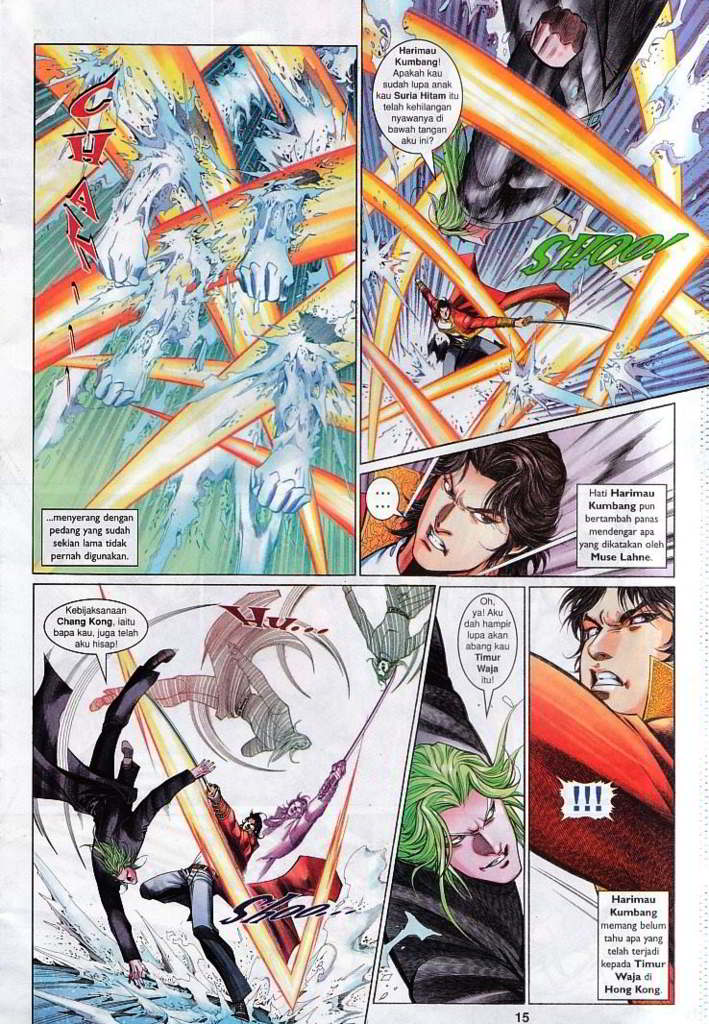 CHAT!!!
...menyerang dengan
pedang yang sudah
sekian lama tidak
pernah digunakan.
Harimau
Kumbang!
Apakah kau
sudah lupa anak
kau Suria Hitam itu
telah kehilangan
nyawanya di
bawah tangan
aku ini?
SHOOO!
...
...
Hati Harimau
Kumbang pun
bertambah panas
mendengar apa
yang dikatakan oleh
Muse Lahne.
Kebijaksanaan
Chang Kong, iaitu
bapa kau, juga telah
aku hisap!
HU...
SHOO...
Oh,
ya! Aku
dah hampir
lupa akan
abang kau
Timur
Waja
itu!
!!!
Harimau
Kumbang
memang belum
tahu apa yang
telah terjadi
kepada Timur
Waja di
Hong Kong.
15